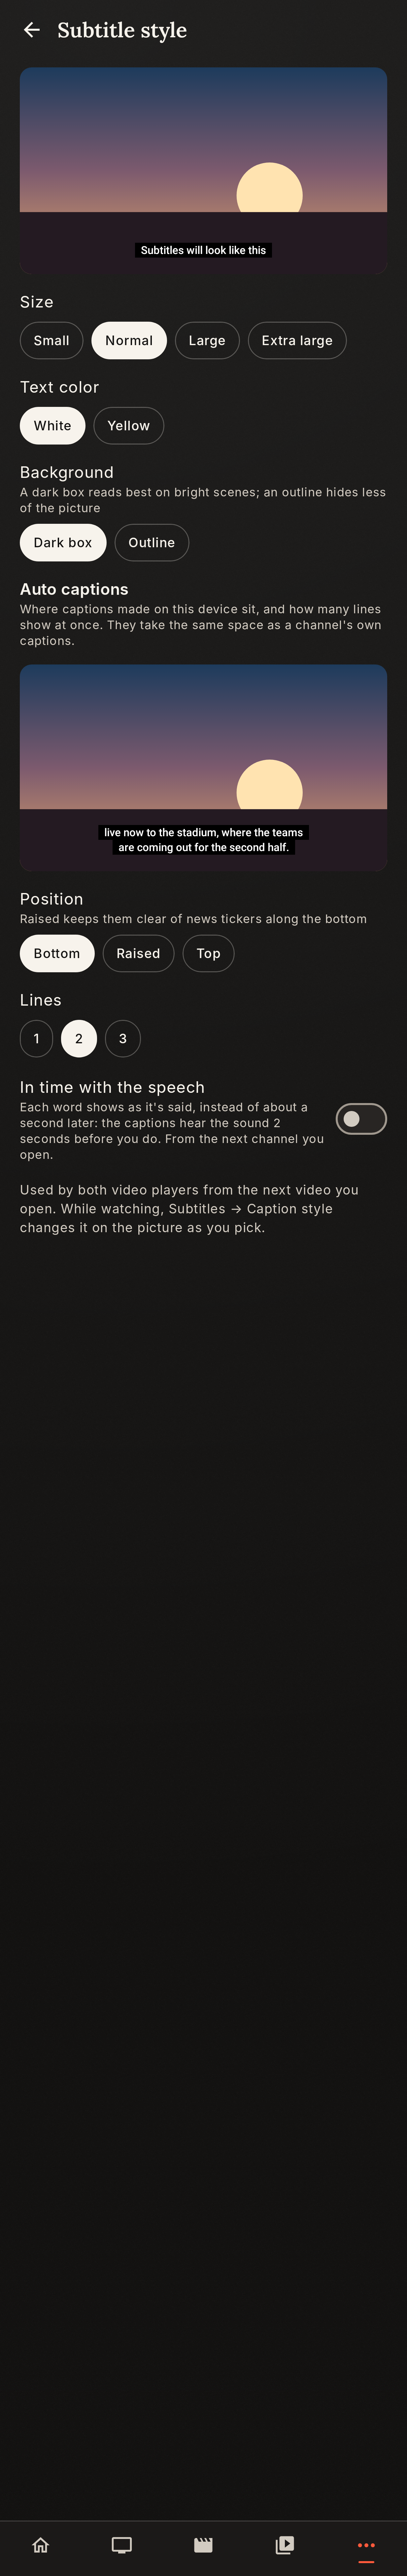 Subtitle style
Subtitles will look like this
Size
Small Normal Large Extra large
Text color
White Yellow
Background
A dark box reads best on bright scenes; an outline hides less
of the picture
Dark box Outline
Auto captions
Where captions made on this device sit, and how many lines
show at once. They take the same space as a channel's own
captions.
live now to the stadium, where the teams
are coming out for the second half.
Position
Raised keeps them clear of news tickers along the bottom
Bottom Raised Top
Lines
1 2 3
In time with the speech
Each word shows as it's said, instead of about a
second later: the captions hear the sound 2
seconds before you do. From the next channel you
open.
Used by both video players from the next video you
open. While watching, Subtitles → Caption style
changes it on the picture as you pick.